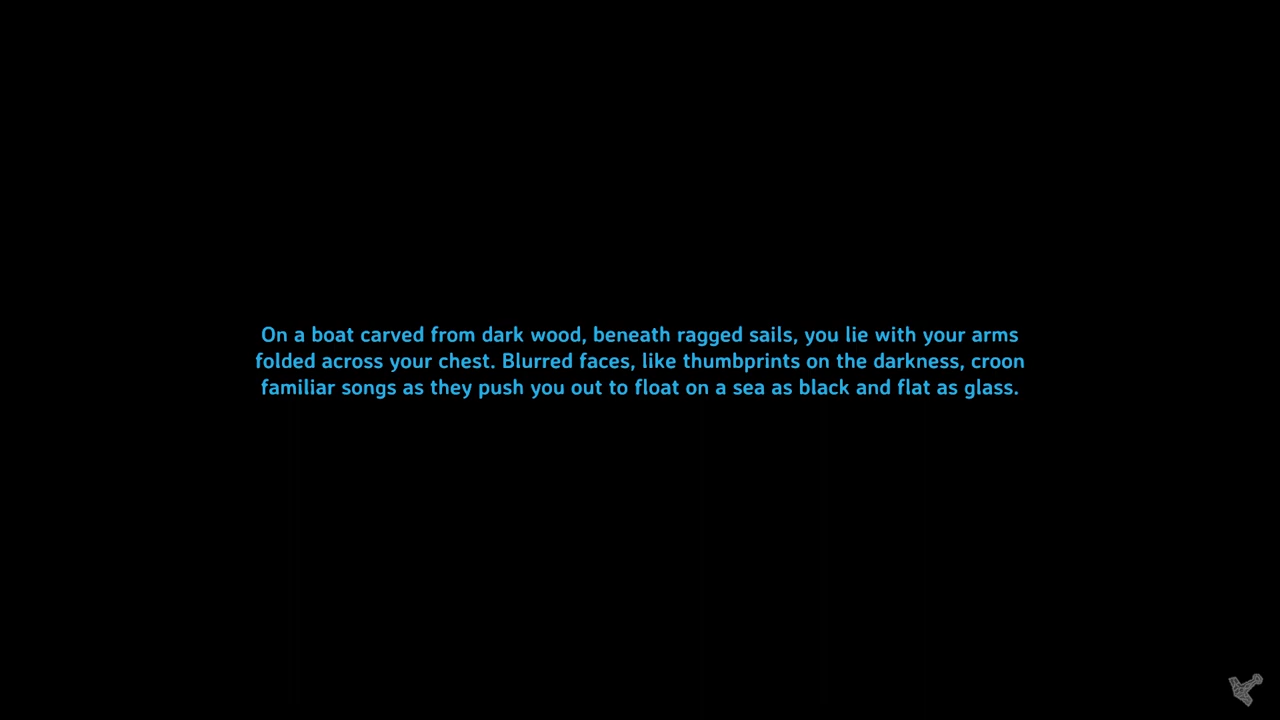 On a boat carved from dark wood, beneath ragged sails, you lie with your arms
folded across your chest. Blurred faces, like thumbprints on the darkness, croon
familiar songs as they push you out to float on a sea as black and flat as glass.